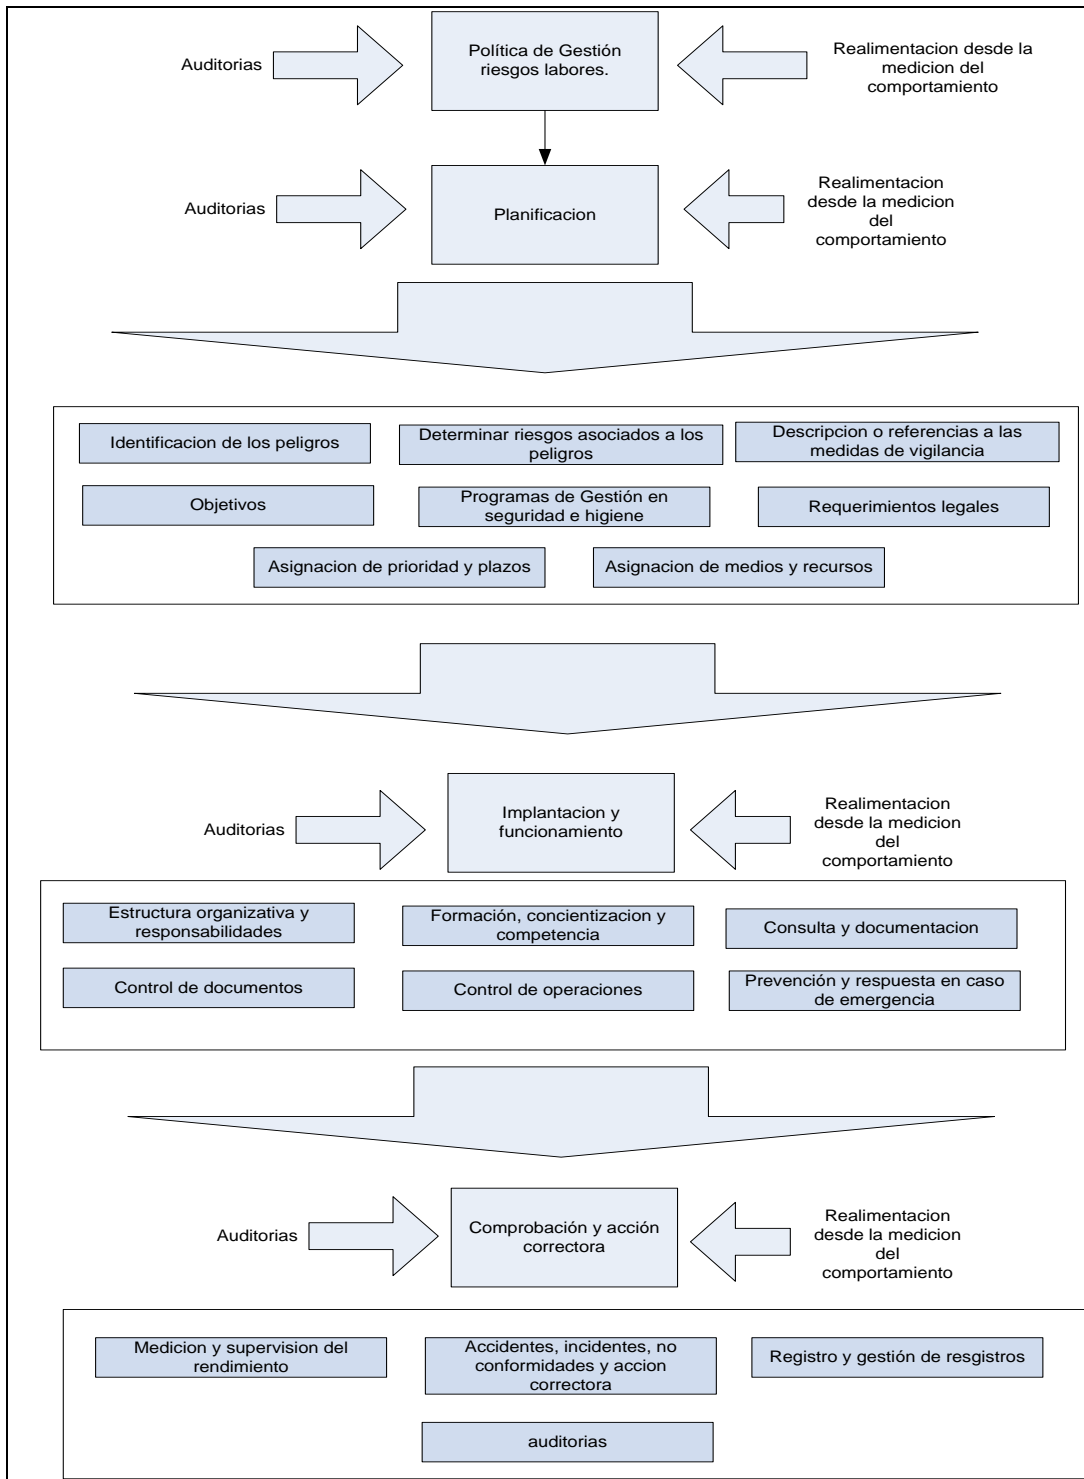 Auditorias
Política de Gestión
riesgos labores.
Realimentacion desde la
medicion del
comportamiento
Auditorias
Planificacion
Realimentacion
desde la medicion
del
comportamiento
Identificacion de los peligros
Determinar riesgos asociados a los
peligros
Descripcion o referencias a las
medidas de vigilancia
Objetivos
Programas de Gestión en
seguridad e higiene
Requerimientos legales
Asignacion de prioridad y plazos
Asignacion de medios y recursos
Auditorias
Implantacion y
funcionamiento
Realimentacion
desde la medicion
del
comportamiento
Estructura organizativa y
responsabilidades
Formación, concientizacion y
competencia
Consulta y documentacion
Control de documentos
Control de operaciones
Prevención y respuesta en caso
de emergencia
Auditorias
Comprobación y acción
correctora
Realimentacion
desde la medicion
del
comportamiento
Medicion y supervision del
rendimiento
Accidentes, incidentes, no
conformidades y accion
correctora
Registro y gestión de resgistros
auditorias